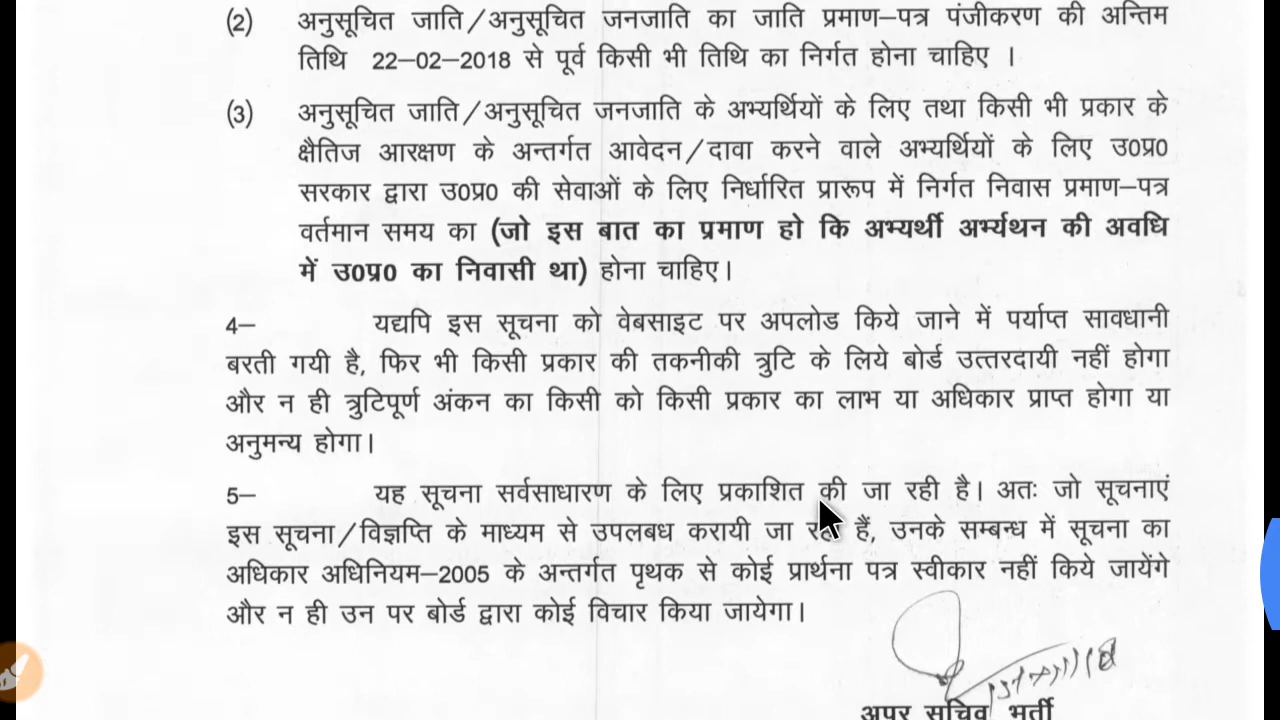 (2) अनुसूचित जाति/अनुसूचित जनजाति का जाति प्रमाण–पत्र पंजीकरण की अन्तिम
तिथि 22–02–2018 से पूर्व किसी भी तिथि का निर्गत होना चाहिए ।
(3) अनुसूचित जाति/अनुसूचित जनजाति के अभ्यर्थियों के लिए तथा किसी भी प्रकार के
क्षैतिज आरक्षण के अन्तर्गत आवेदन/दावा करने वाले अभ्यर्थियों के लिए उ0प्र0
सरकार द्वारा उ0प्र0 की सेवाओं के लिए निर्धारित प्रारूप में निर्गत निवास प्रमाण–पत्र
वर्तमान समय का (जो इस बात का प्रमाण हो कि अभ्यर्थी अर्भ्यथन की अवधि
में उ0प्र0 का निवासी था) होना चाहिए।
4– यद्यपि इस सूचना को वेबसाइट पर अपलोड किये जाने में पर्याप्त सावधानी
बरती गयी है, फिर भी किसी प्रकार की तकनीकी त्रुटि के लिये बोर्ड उत्तरदायी नहीं होगा
और न ही त्रुटिपूर्ण अंकन का किसी को किसी प्रकार का लाभ या अधिकार प्राप्त होगा या
अनुमन्य होगा।
5– यह सूचना सर्वसाधारण के लिए प्रकाशित की जा रही है। अतः जो सूचनाएं
इस सूचना/विज्ञप्ति के माध्यम से उपलबध करायी जा रही हैं, उनके सम्बन्ध में सूचना का
अधिकार अधिनियम–2005 के अन्तर्गत पृथक से कोई प्रार्थना पत्र स्वीकार नहीं किये जायेंगे
और न ही उन पर बोर्ड द्वारा कोई विचार किया जायेगा।
अपर सचिव भर्ती